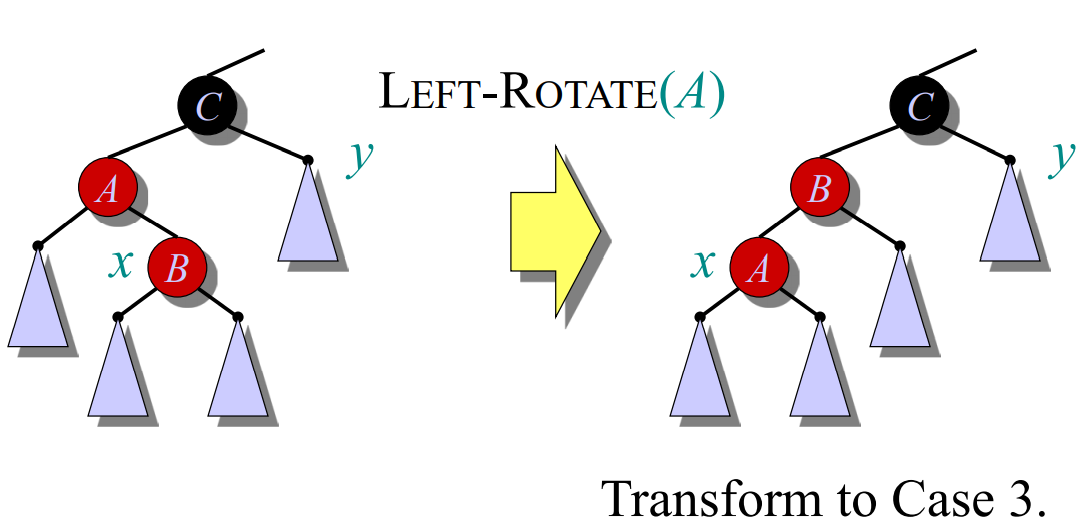 LEFT-ROTATE(A)
C
y
A
x B
C
y
B
x A
Transform to Case 3.